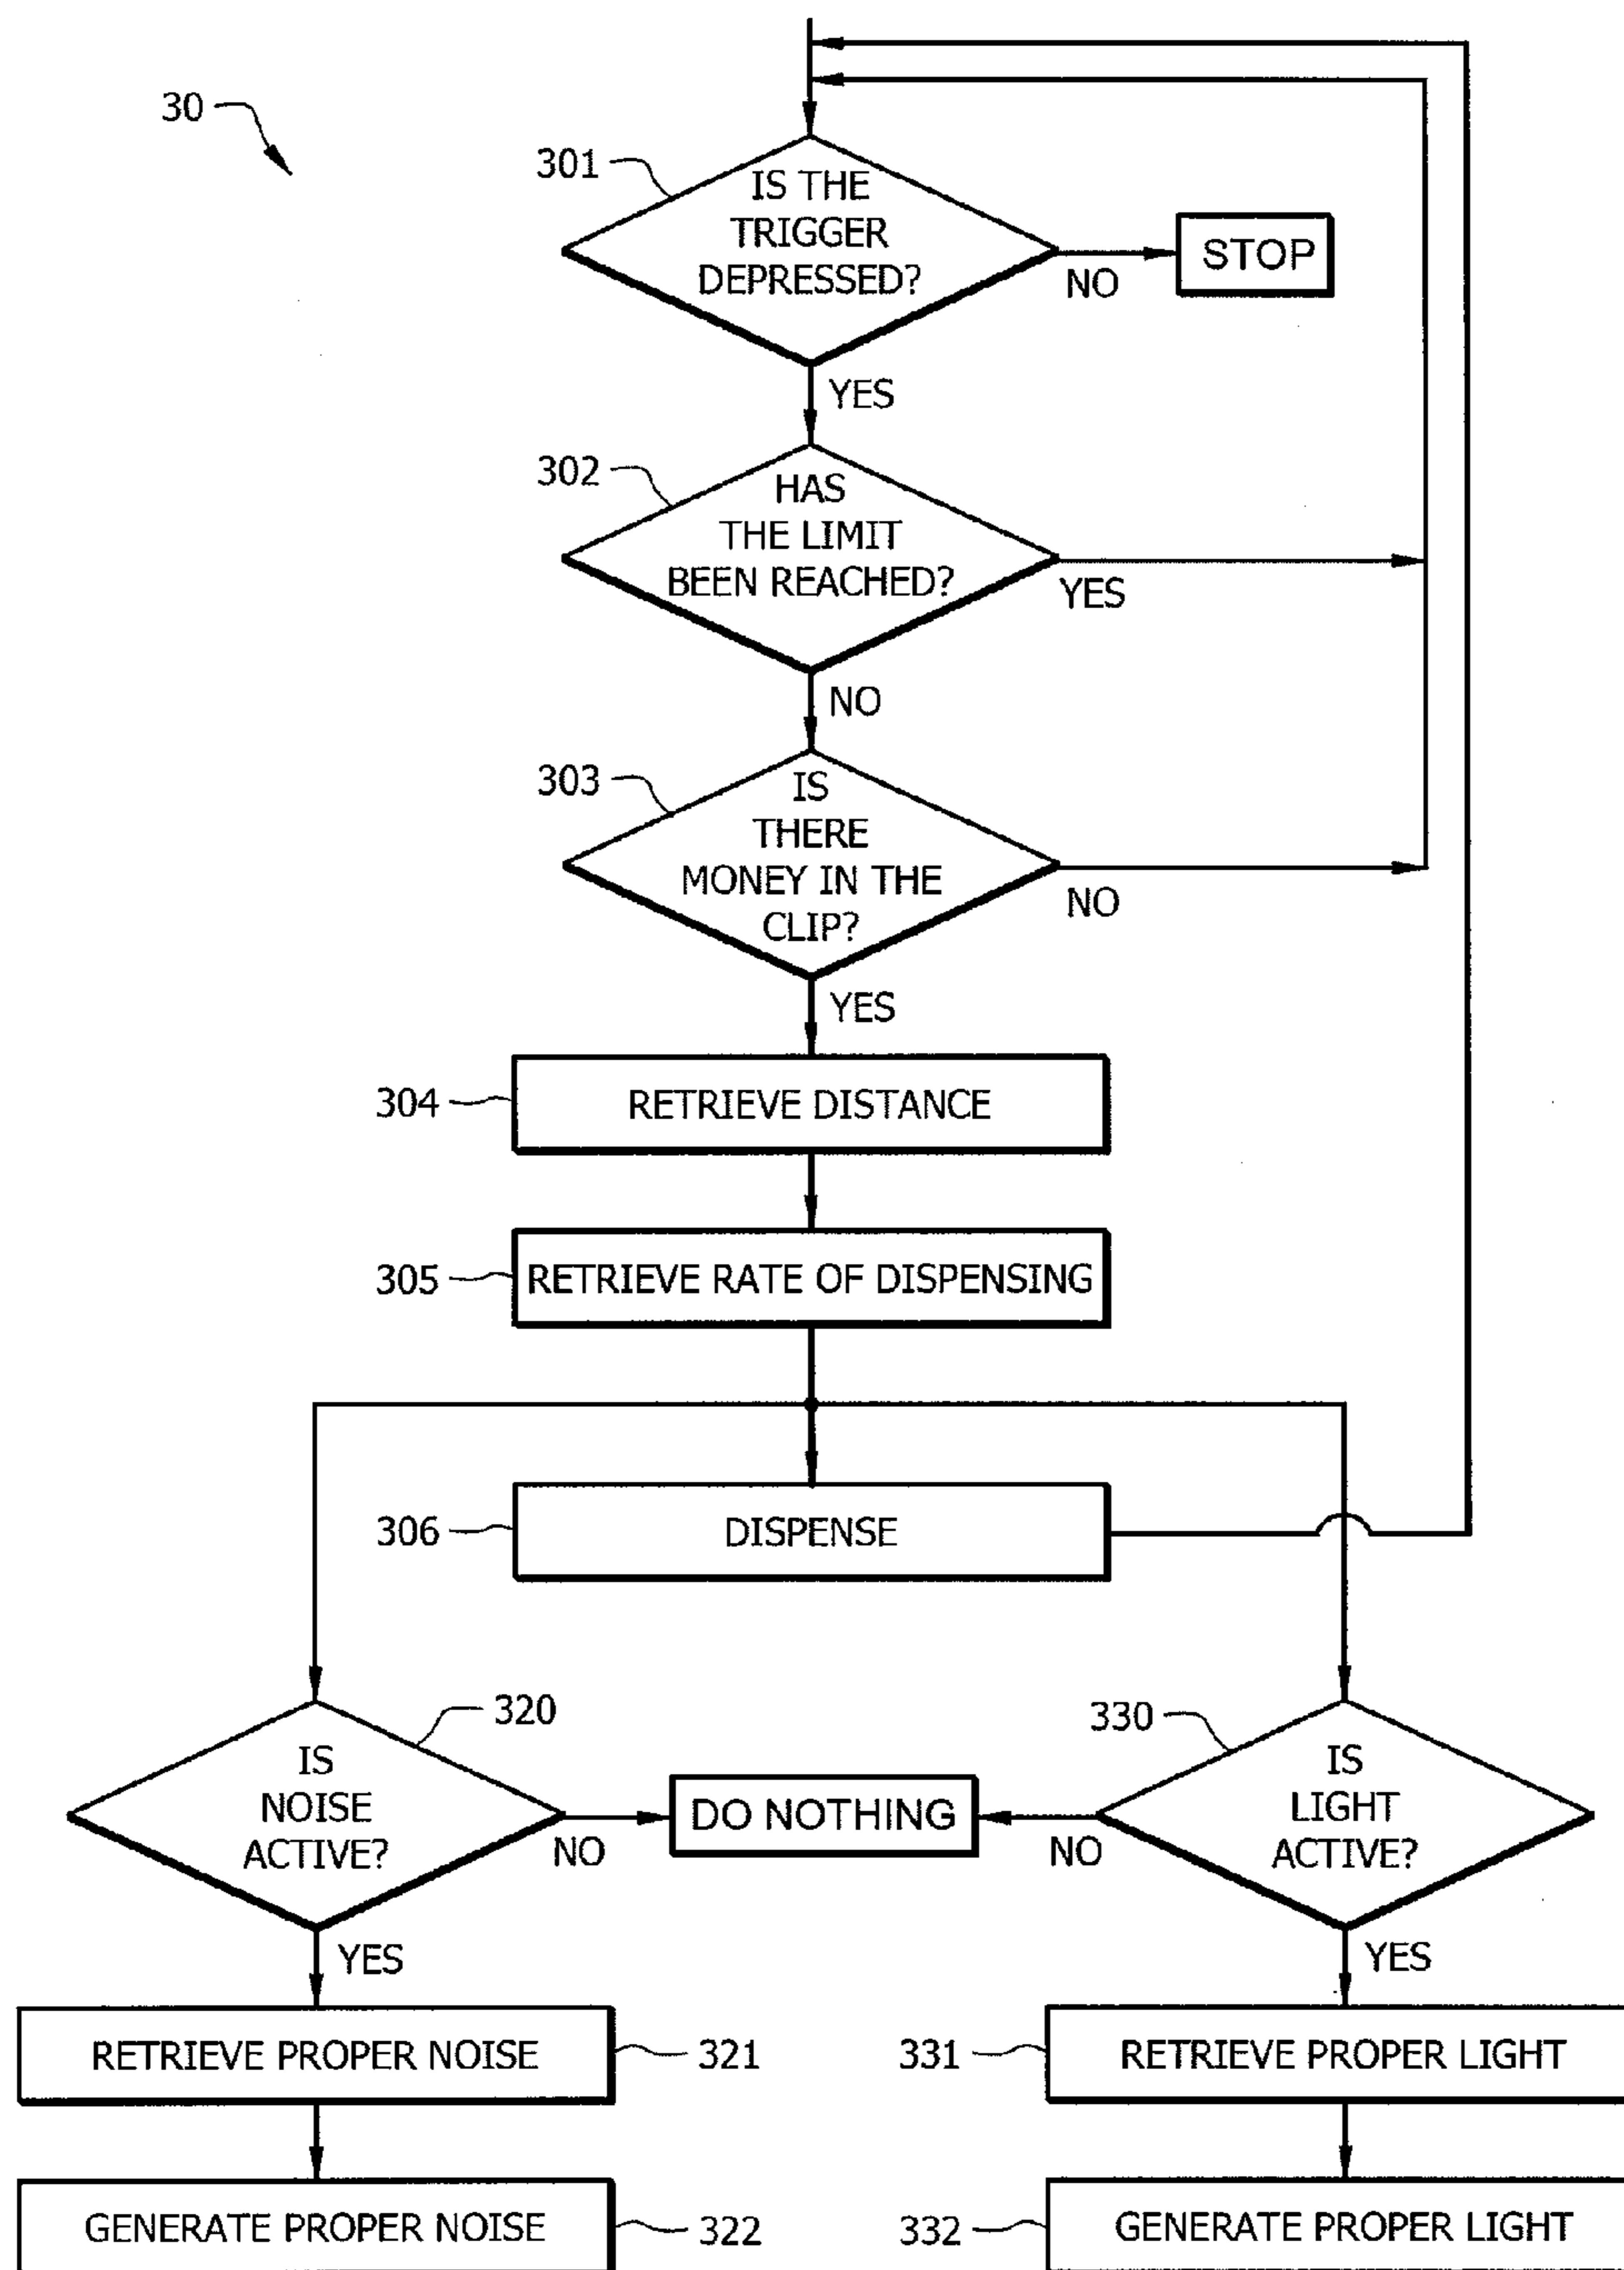 30
301
IS THE
TRIGGER
DEPRESSED?
NO
STOP
YES
302
HAS
THE LIMIT
BEEN REACHED?
YES
NO
303
IS
THERE
MONEY IN THE
CLIP?
NO
YES
304
RETRIEVE DISTANCE
305
RETRIEVE RATE OF DISPENSING
306
DISPENSE
320
IS
NOISE
ACTIVE?
NO
DO NOTHING
330
IS
LIGHT
ACTIVE?
NO
YES
YES
RETRIEVE PROPER NOISE
321
331
RETRIEVE PROPER LIGHT
GENERATE PROPER NOISE
322
332
GENERATE PROPER LIGHT